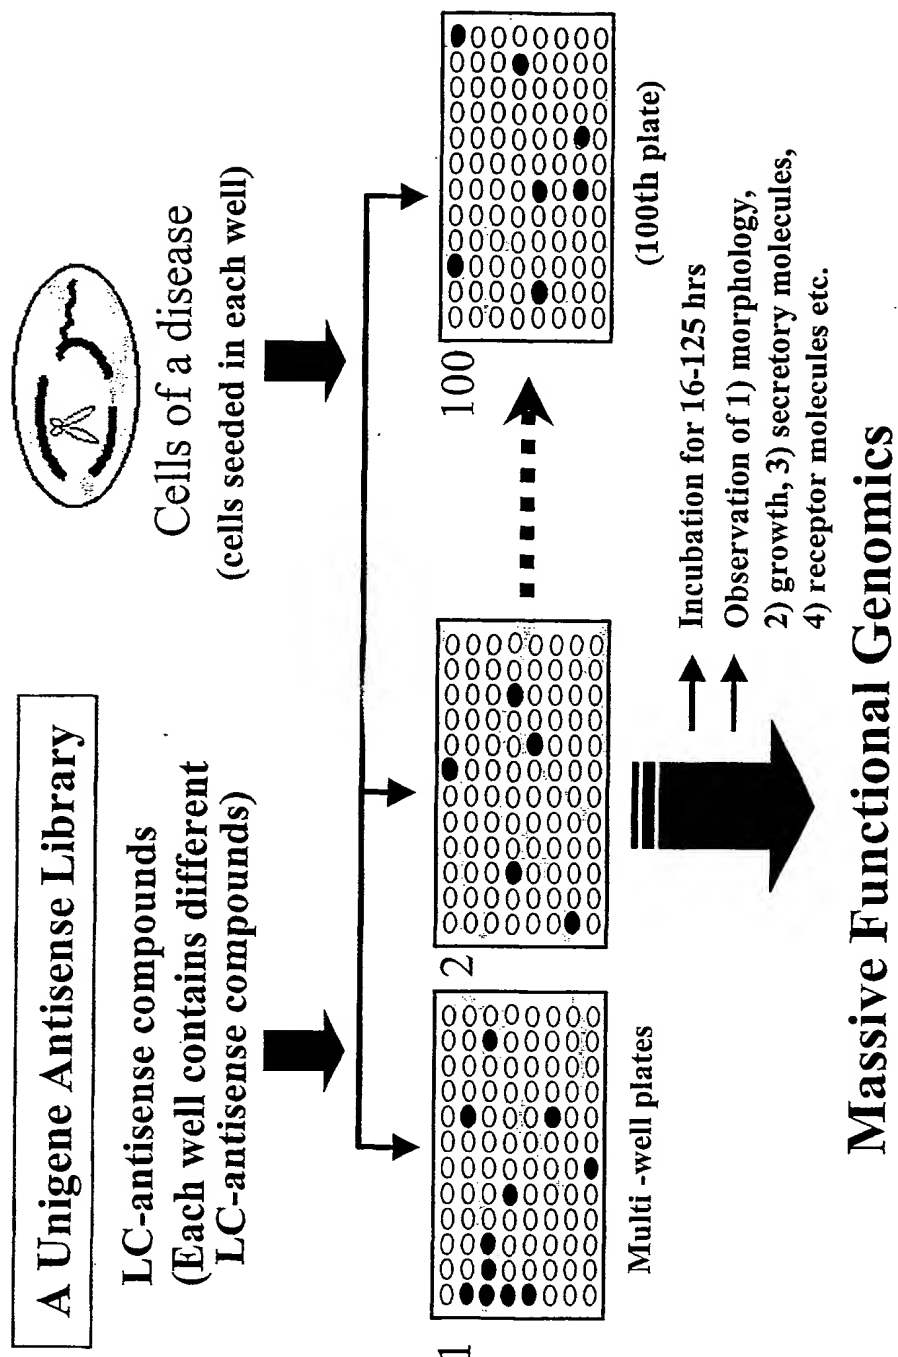 A Unigene Antisense Library
LC-antisense compounds
(Each well contains different
LC-antisense compounds)
Cells of a disease
(cells seeded in each well)
1
2
100
Multi -well plates
(100th plate)
Incubation for 16-125 hrs
Observation of 1) morphology,
2) growth, 3) secretory molecules,
4) receptor molecules etc.
Massive Functional Genomics